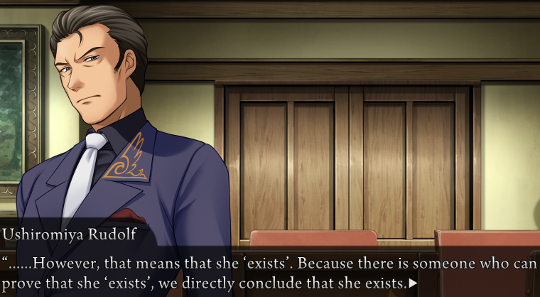 Ushiromiya Rudolf
“......However, that means that she ‘exists’. Because there is someone who can
prove that she ‘exists’, we directly conclude that she exists.▶